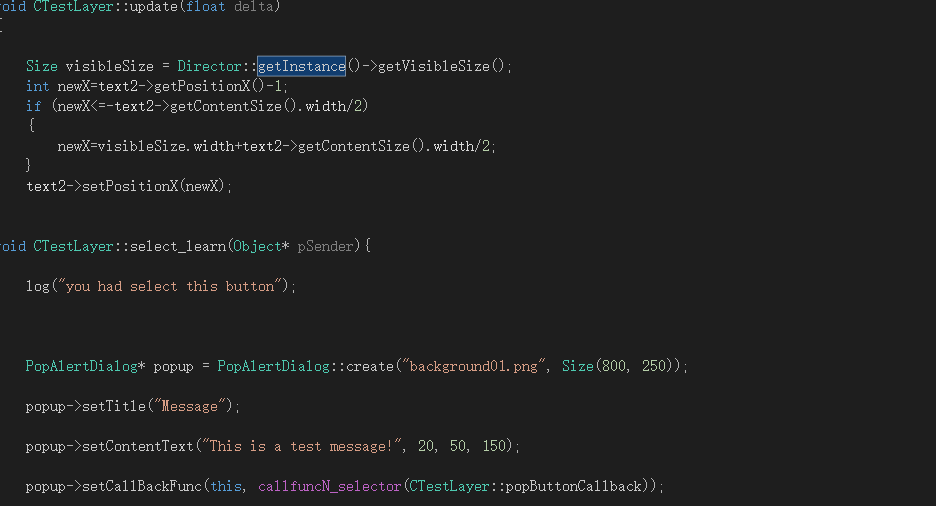 void CTestLayer::update(float delta)
{
Size visibleSize = Director::getInstance()->getVisibleSize();
int newX=text2->getPositionX()-1;
if (newX<=-text2->getContentSize().width/2)
{
newX=visibleSize.width+text2->getContentSize().width/2;
}
text2->setPositionX(newX);
void CTestLayer::select_learn(Object* pSender){
log("you had select this button");
PopAlertDialog* popup = PopAlertDialog::create("background01.png", Size(800, 250));
popup->setTitle("Message");
popup->setContentText("This is a test message!", 20, 50, 150);
popup->setCallBackFunc(this, callfuncN_selector(CTestLayer::popButtonCallback));